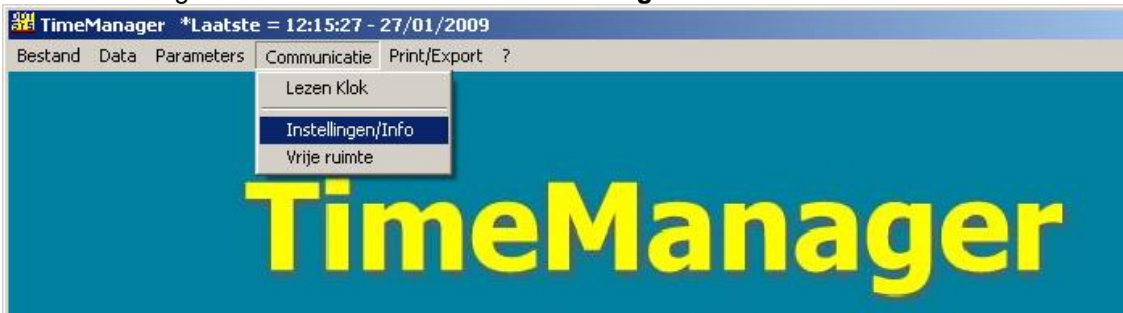 TimeManager *Laatste = 12:15:27 - 27/01/2009
Bestand Data Parameters Communicatie Print/Export ?
Lezen Klok
Instellingen/Info
Vrije ruimte
TimeManager